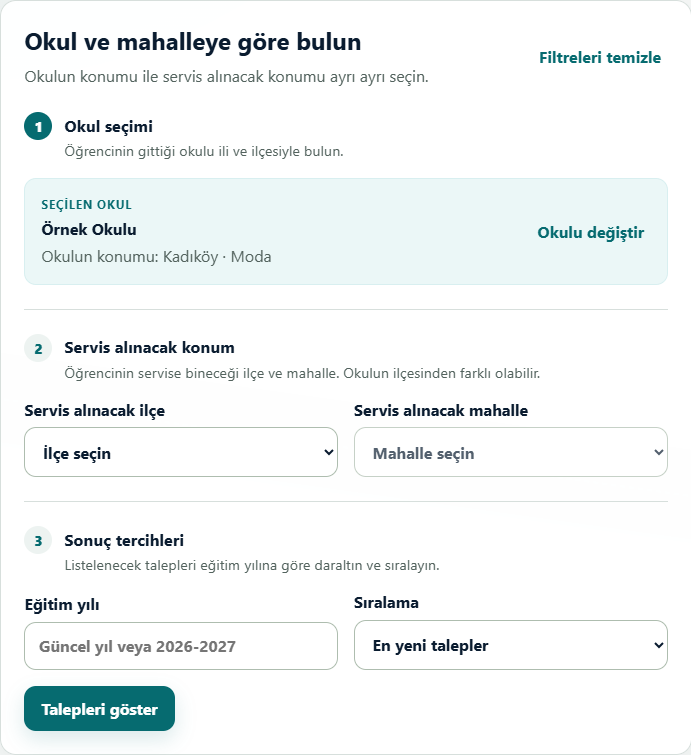 Okul ve mahalleye göre bulun
Filtreleri temizle
Okulun konumu ile servis alınacak konumu ayrı ayrı seçin.
1
Okul seçimi
Öğrencinin gittiği okulu ili ve ilçesiyle bulun.
SEÇİLEN OKUL
Örnek Okulu
Okulu değiştir
Okulun konumu: Kadıköy · Moda
2
Servis alınacak konum
Öğrencinin servise bineceği ilçe ve mahalle. Okulun ilçesinden farklı olabilir.
Servis alınacak ilçe
İlçe seçin
Servis alınacak mahalle
Mahalle seçin
3
Sonuç tercihleri
Listelenecek talepleri eğitim yılına göre daraltın ve sıralayın.
Eğitim yılı
Güncel yıl veya 2026-2027
Sıralama
En yeni talepler
Talepleri göster